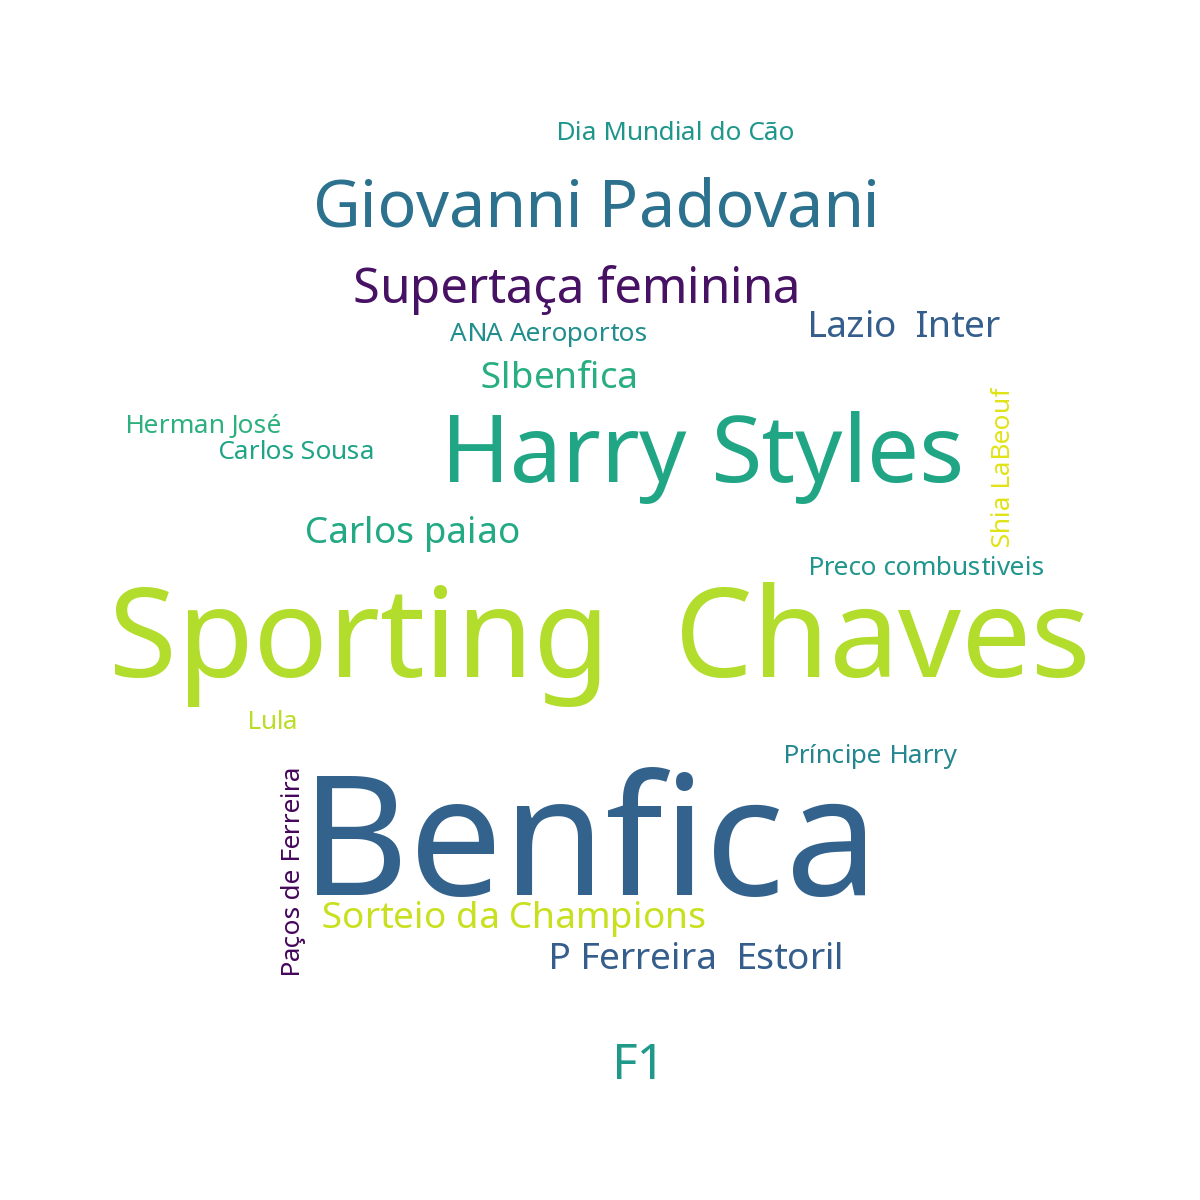 Dia Mundial do Cão
Giovanni Padovani
Supertaça feminina
Lazio  Inter
ANA Aeroportos
Slbenfica
Shia LaBeouf
Herman José
Harry Styles
Carlos Sousa
Carlos paiao
Preco combustiveis
Sporting  Chaves
Lula
Príncipe Harry
Paços de Ferreira
Benfica
Sorteio da Champions
P Ferreira  Estoril
F1